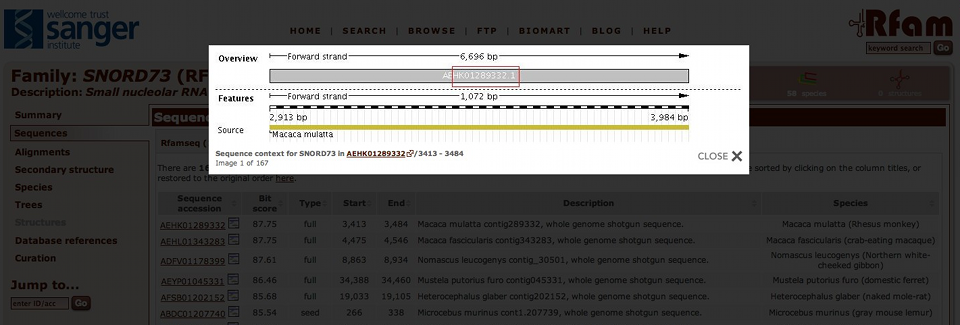 wellcome trust
sanger
institute
HOME | SEARCH | BROWSE | FTP | BIOMART | BLOG | HELP
Rfam
keyword search Go
Overview
Forward strand 6,696 bp
AEHK01289332.1
Features
Forward strand 1,072 bp
2,913 bp 3,984 bp
Source
Macaca mulatta
Sequence context for SNORD73 in AEHK01289332/3413 - 3484
Image 1 of 167
CLOSE X
Family: SNORD73 (RF
Description: Small nucleolar RNA
58 species
0 structures
Summary
Sequences
Alignments
Secondary structure
Species
Trees
Structures
Database references
Curation
Jump to...
enter ID/acc Go
Sequen
Rfamseq (
There are 16
sorted by clicking on the column titles, or
restored to the original order here.
Sequence accession Bit score Type Start End Description Species
AEHK01289332 87.75 full 3,413 3,484 Macaca mulatta contig289332, whole genome shotgun sequence. Macaca mulatta (Rhesus monkey)
AEHL01343283 87.75 full 4,475 4,546 Macaca fascicularis contig343283, whole genome shotgun sequence. Macaca fascicularis (crab-eating macaque)
ADFV01178399 87.61 full 8,863 8,934 Nomascus leucogenys contig_30501, whole genome shotgun sequence. Nomascus leucogenys (Northern white-cheeked gibbon)
AEYP01045331 86.46 full 34,388 34,460 Mustela putorius furo contig045331, whole genome shotgun sequence. Mustela putorius furo (domestic ferret)
AFSB01202152 85.68 full 19,033 19,105 Heterocephalus glaber contig202152, whole genome shotgun sequence. Heterocephalus glaber (naked mole-rat)
ABDC01207740 85.54 seed 266 338 Microcebus murinus cont1.207739, whole genome shotgun sequence. Microcebus murinus (gray mouse lemur)